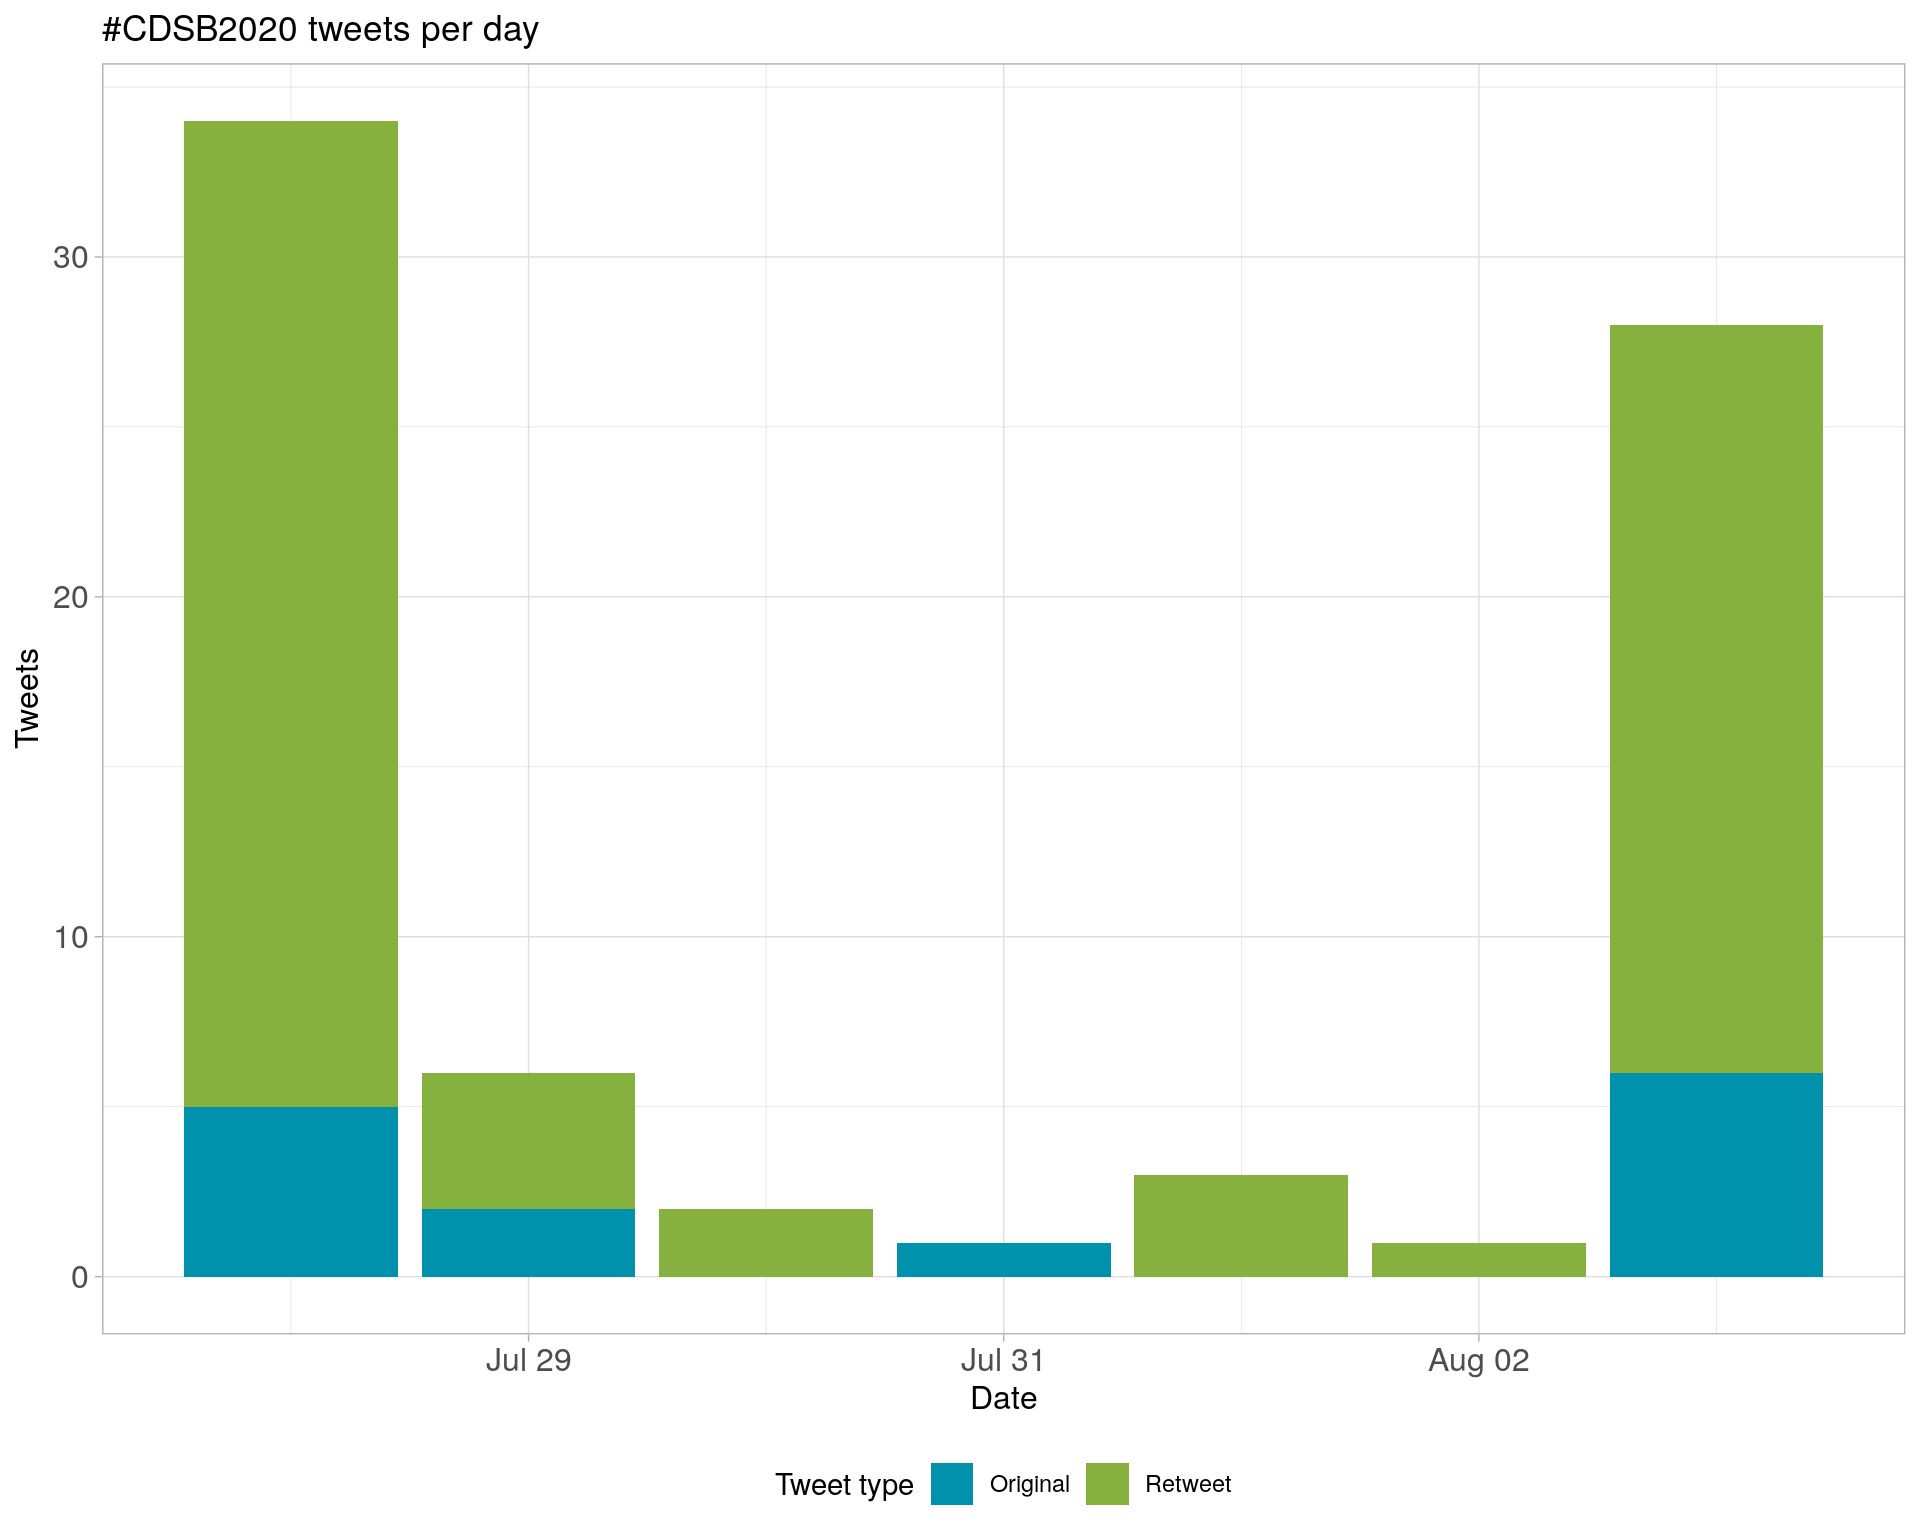 #CDSB2020 tweets per day
30
20
10
0
Tweets
Jul 29 Jul 31 Aug 02
Date
Tweet type Original Retweet